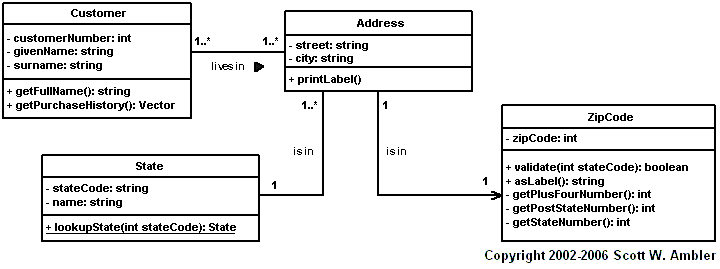 Customer
- customerNumber: int
- givenName: string
- surname: string
+ getFullName(): string
+ getPurchaseHistory(): Vector
1..*
1..*
lives in
Address
- street: string
- city: string
+ printLabel()
1..*
1
is in
is in
State
- stateCode: string
- name: string
+ lookupState(int stateCode): State
1
1
ZipCode
- zipCode: int
+ validate(int stateCode): boolean
+ asLabel(): string
- getPlusFourNumber(): int
- getPostStateNumber(): int
- getStateNumber(): int
Copyright 2002-2006 Scott W. Ambler